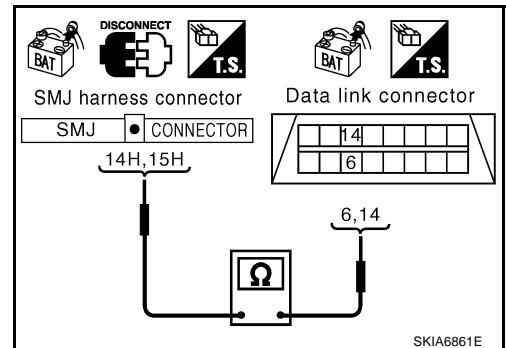 DISCONNECT
BAT
T.S.
BAT
T.S.
SMJ harness connector
Data link connector
SMJ CONNECTOR
14H,15H
14
6
6,14
Ω
SKIA6861E